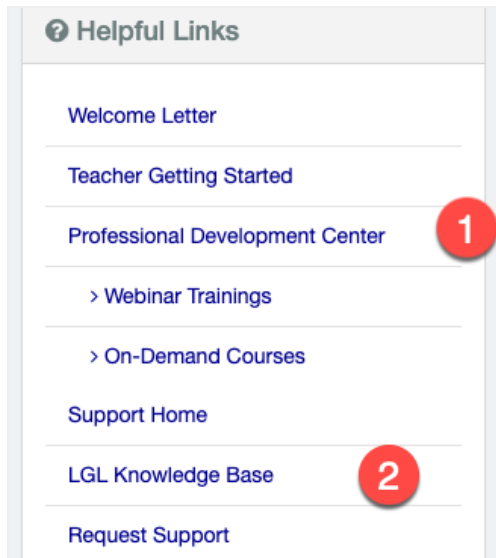 Helpful Links
Welcome Letter
Teacher Getting Started
Professional Development Center
1
> Webinar Trainings
> On-Demand Courses
Support Home
LGL Knowledge Base
2
Request Support